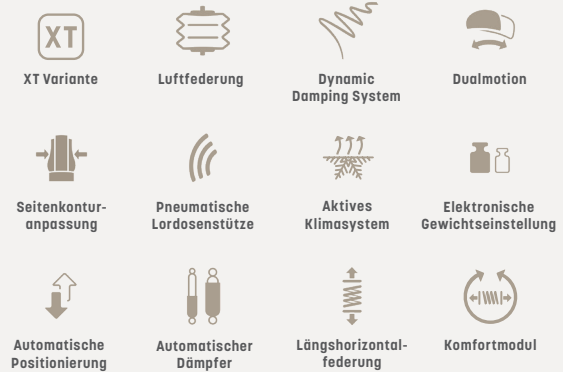 XT
XT Variante
Luftfederung
Dynamic
Damping System
Dualmotion
Seitenkontur-
anpassung
Pneumatische
Lordosenstütze
Aktives
Klimasystem
Elektronische
Gewichtseinstellung
Automatische
Positionierung
Automatischer
Dämpfer
Längshorizontal-
federung
Komfortmodul